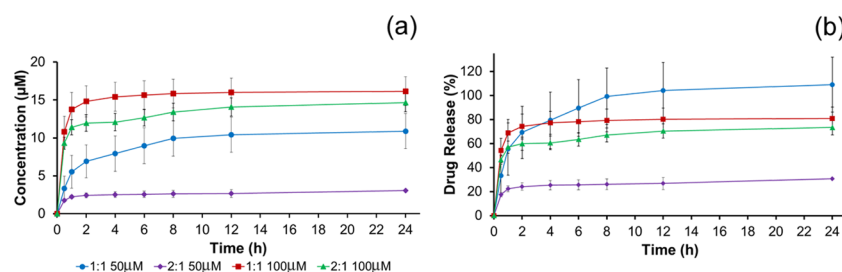 (a)
Concentration (µM)
20
15
10
5
0
0 2 4 6 8 10 12 14 16 18 20 22 24
Time (h)
1:1 50µM 2:1 50µM 1:1 100µM 2:1 100µM
(b)
Drug Release (%)
120
100
80
60
40
20
0
0 2 4 6 8 10 12 14 16 18 20 22 24
Time (h)